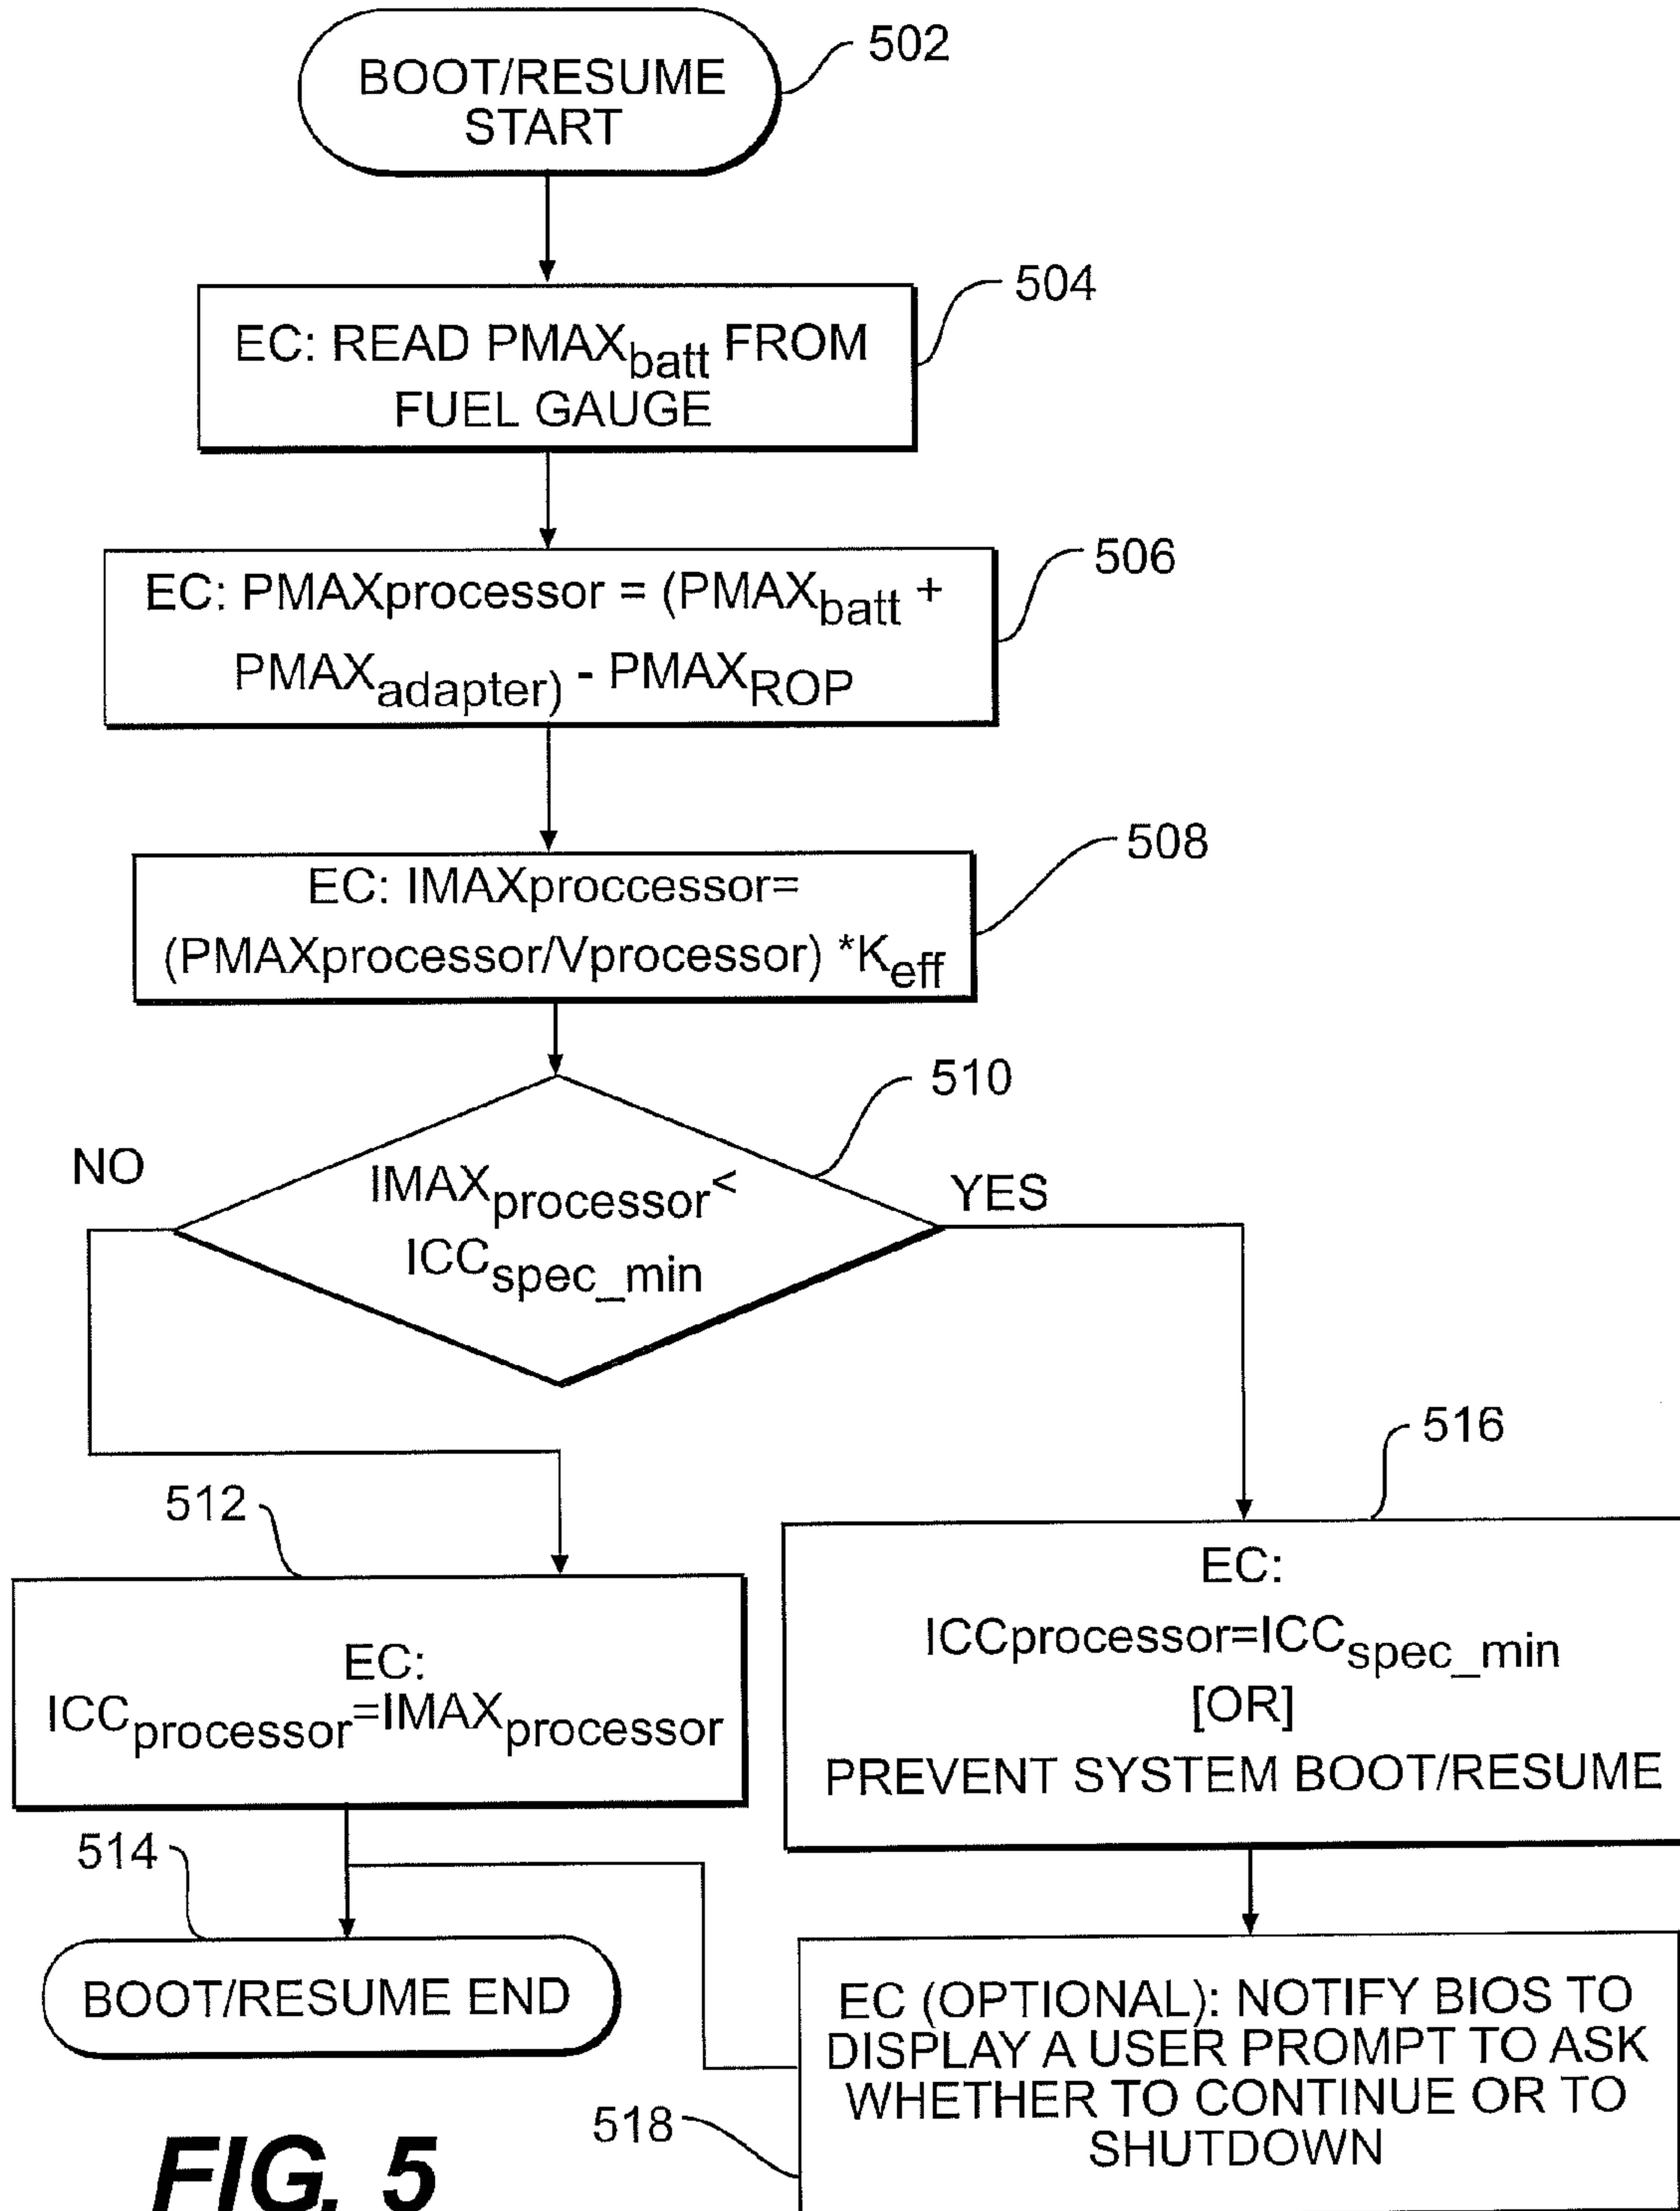 BOOT/RESUME
START
502
EC: READ PMAXbatt FROM
FUEL GAUGE
504
EC: PMAXprocessor = (PMAXbatt +
PMAXadapter) - PMAXROP
506
EC: IMAXproccessor=
(PMAXprocessor/Vprocessor) *Keff
508
510
NO
IMAXprocessor<
ICCspec_min
YES
512
EC:
ICCprocessor=IMAXprocessor
516
EC:
ICCprocessor=ICCspec_min
[OR]
PREVENT SYSTEM BOOT/RESUME
514
BOOT/RESUME END
EC (OPTIONAL): NOTIFY BIOS TO
DISPLAY A USER PROMPT TO ASK
WHETHER TO CONTINUE OR TO
SHUTDOWN
518
FIG. 5